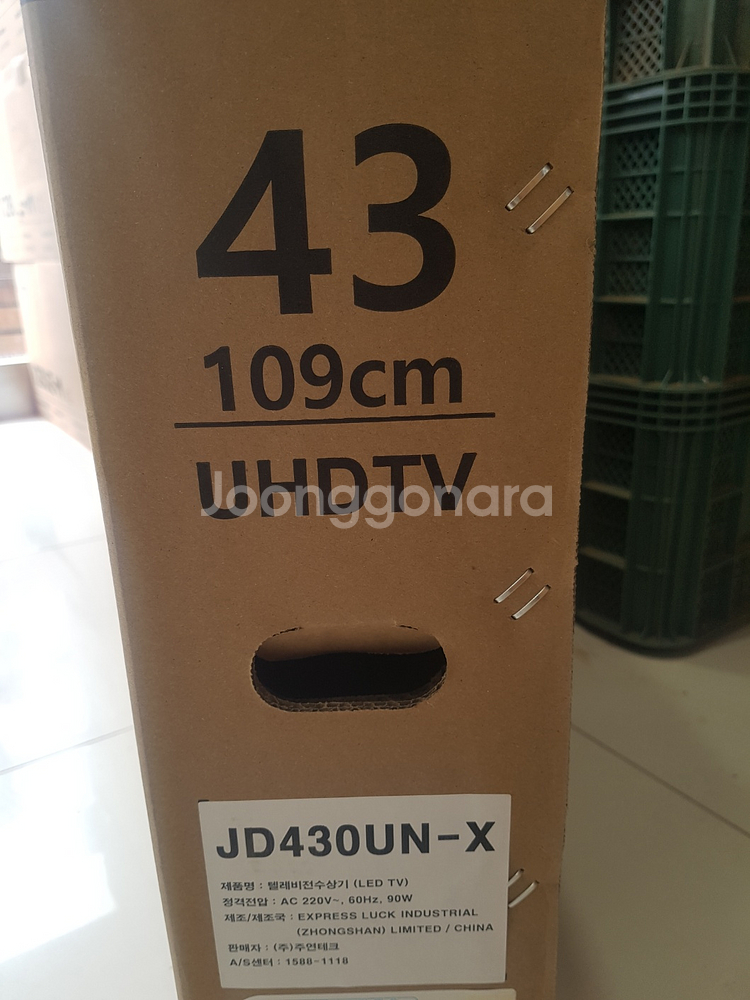 43
109cm
UHDTV
Joonggonara
JD430UN-X
제품명 : 텔레비전수상기 (LED TV)
정격전압 : AC 220V~, 60Hz, 90W
제조/제조국 : EXPRESS LUCK INDUSTRIAL
(ZHONGSHAN) LIMITED / CHINA
판매자 : (주)주연테크
A/S센터 : 1588-1118